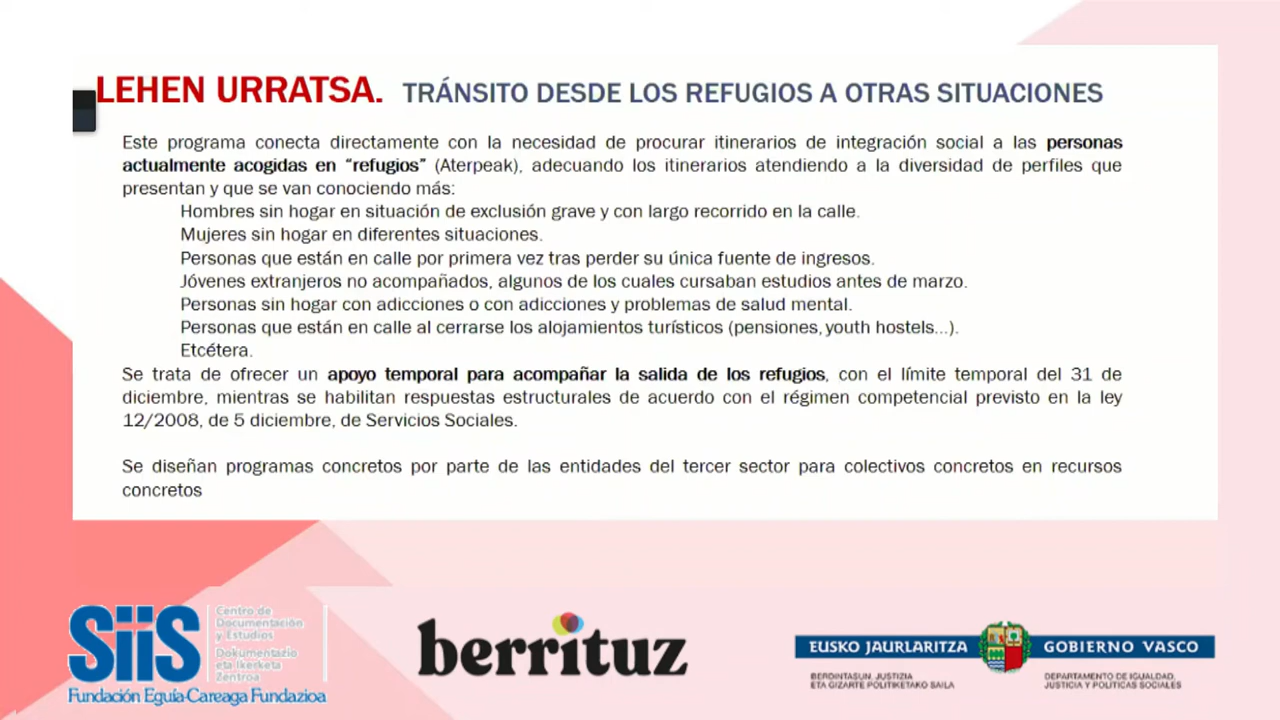 LEHEN URRATSA. TRÁNSITO DESDE LOS REFUGIOS A OTRAS SITUACIONES
Este programa conecta directamente con la necesidad de procurar itinerarios de integración social a las personas
actualmente acogidas en “refugios” (Aterpeak), adecuando los itinerarios atendiendo a la diversidad de perfiles que
presentan y que se van conociendo más:
Hombres sin hogar en situación de exclusión grave y con largo recorrido en la calle.
Mujeres sin hogar en diferentes situaciones.
Personas que están en calle por primera vez tras perder su única fuente de ingresos.
Jóvenes extranjeros no acompañados, algunos de los cuales cursaban estudios antes de marzo.
Personas sin hogar con adicciones o con adicciones y problemas de salud mental.
Personas que están en calle al cerrarse los alojamientos turísticos (pensiones, youth hostels...).
Etcétera.
Se trata de ofrecer un apoyo temporal para acompañar la salida de los refugios, con el límite temporal del 31 de
diciembre, mientras se habilitan respuestas estructurales de acuerdo con el régimen competencial previsto en la ley
12/2008, de 5 diciembre, de Servicios Sociales.
Se diseñan programas concretos por parte de las entidades del tercer sector para colectivos concretos en recursos
concretos
SiiS
Centro de
Documentación
y Estudios
Dokumentazio
eta Ikerketa
Zentroa
Fundación Eguía-Careaga Fundazioa
berrituz
EUSKO JAURLARITZA
GOBIERNO VASCO
BERDINTASUN, JUSTIZIA
ETA GIZARTE POLITIKETAKO SAILA
DEPARTAMENTO DE IGUALDAD,
JUSTICIA Y POLÍTICAS SOCIALES